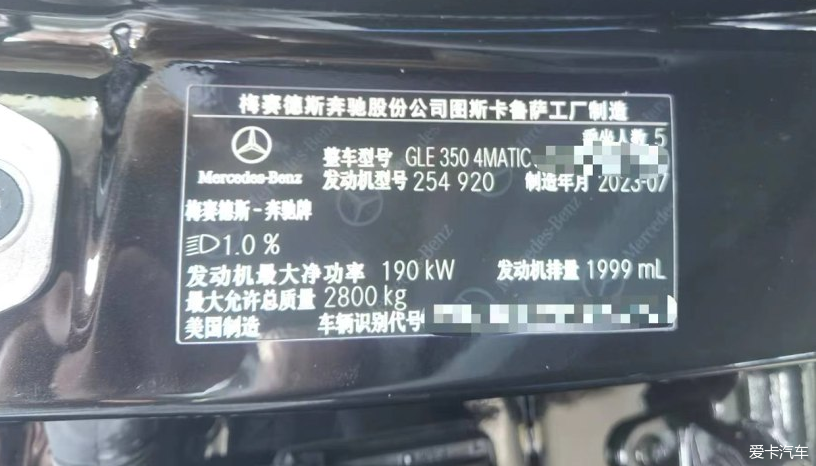 梅赛德斯奔驰股份公司图斯卡鲁萨工厂制造
乘坐人数 5
整车型号 GLE 350 4MATIC
Mercedes-Benz
发动机型号 254 920 制造年月 2023-07
梅赛德斯-奔驰牌
1.0 %
发动机最大净功率 190 kW 发动机排量 1999 mL
最大允许总质量 2800 kg
美国制造 车辆识别代号
爱卡汽车